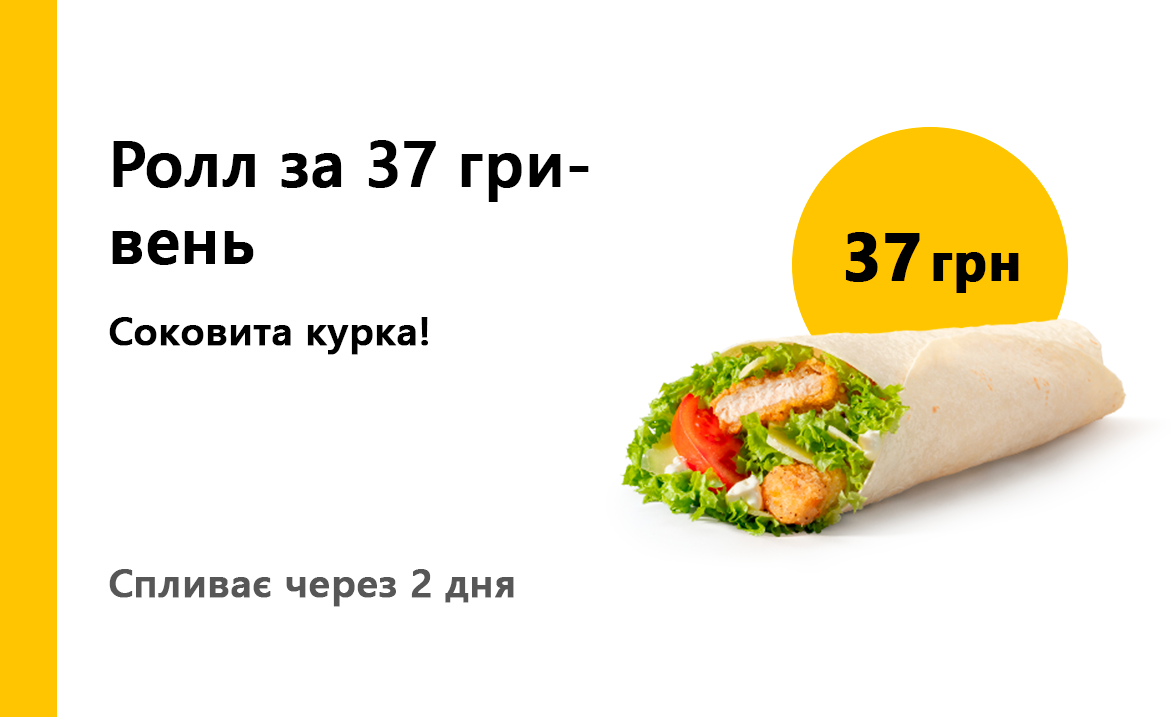 Ролл за 37 гри-
вень
37 грн
Соковита курка!
Спливає через 2 дня